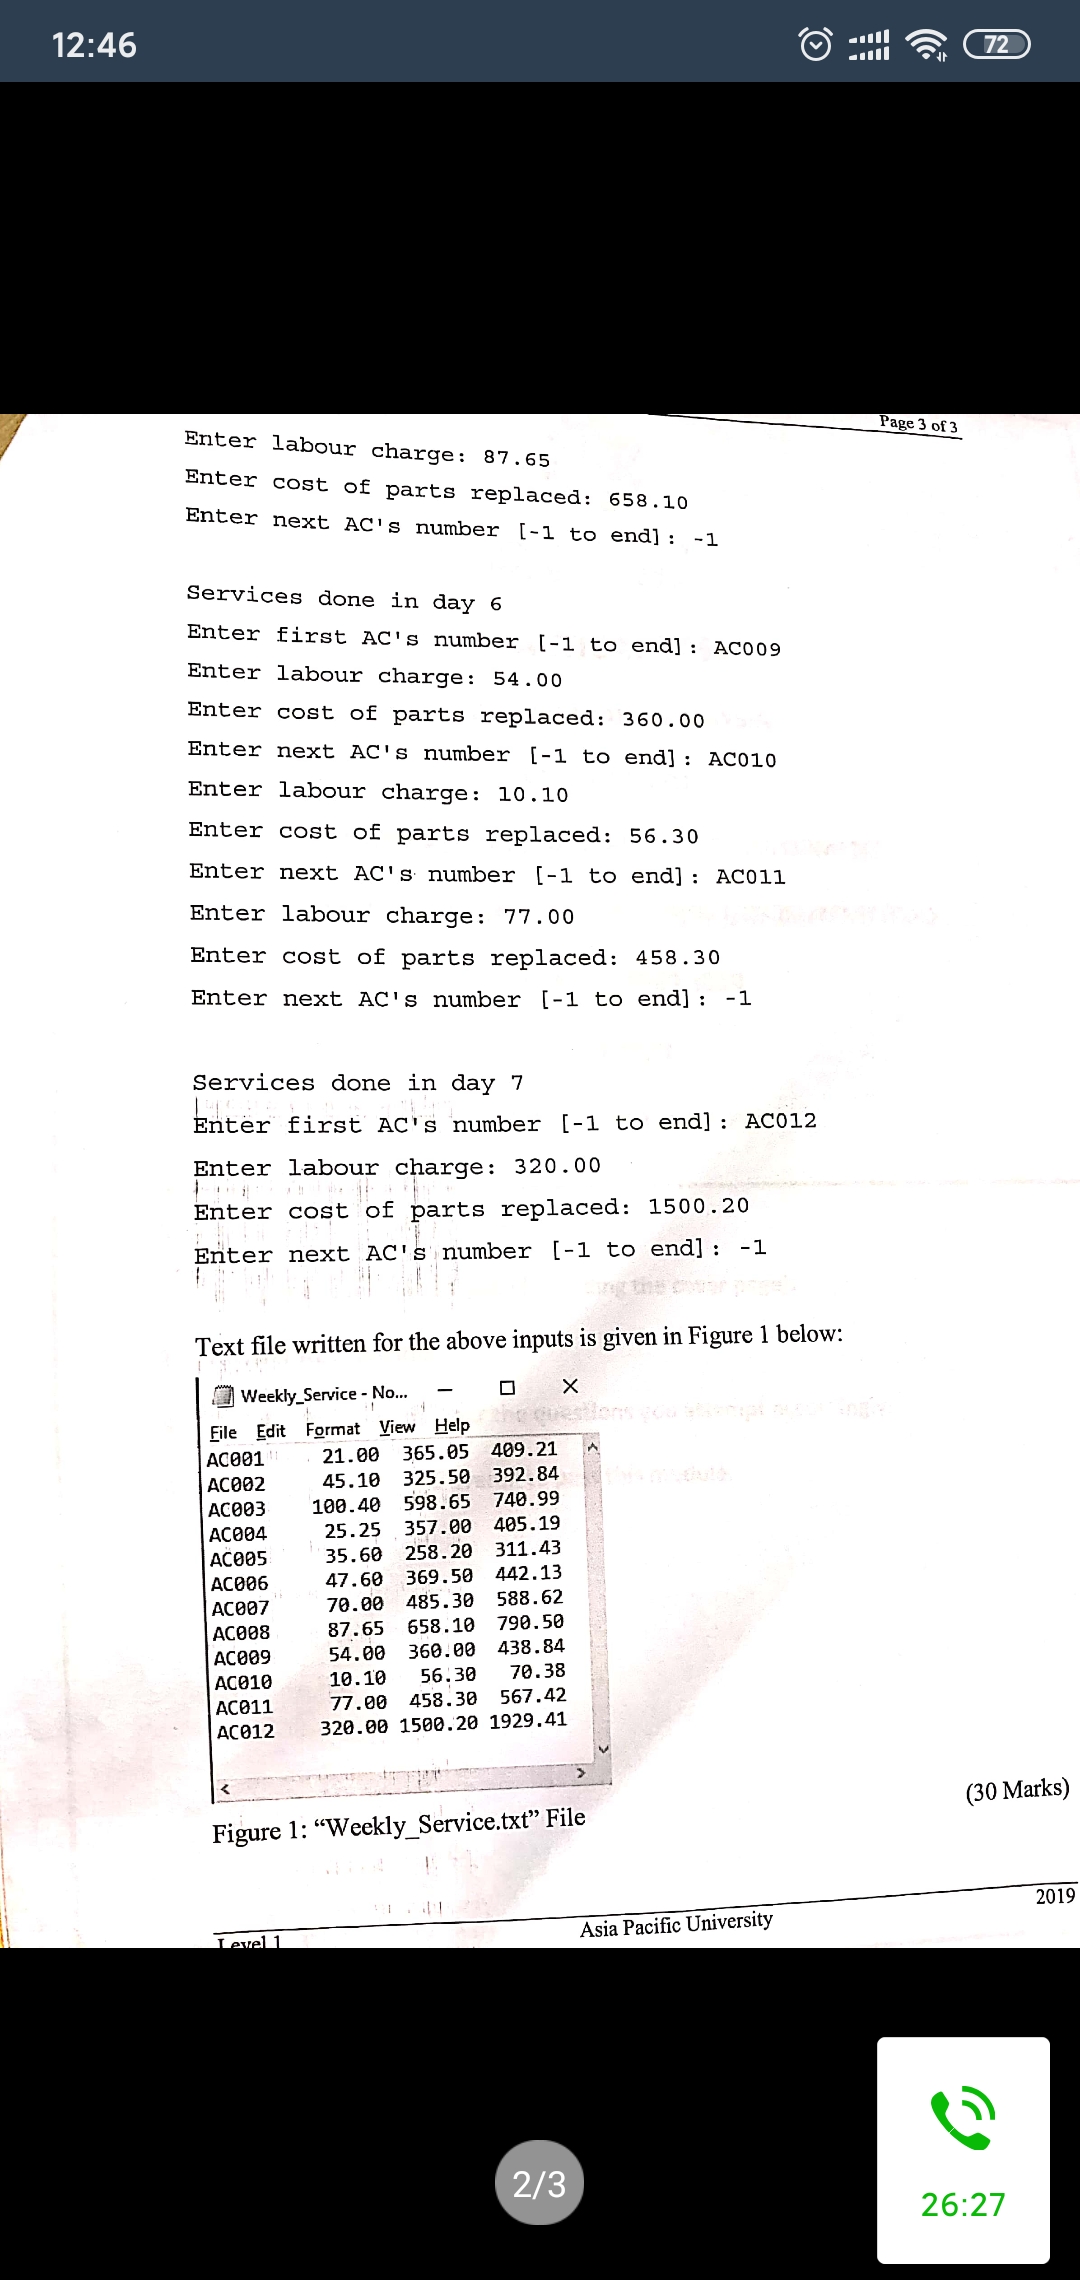 12:46
72
Page 3 of 3
Enter labour charge: 87.65
Enter cost of parts replaced: 658.10
Enter next AC's number [-1 to end]: -1
Services done in day 6
Enter first AC's number [-1 to end]: AC009
Enter labour charge: 54.00
Enter cost of parts replaced: 360.00
Enter next AC's number [-1 to end]: AC010
Enter labour charge: 10.10
Enter cost of parts replaced: 56.30
Enter next AC's number [-1 to end]: AC011
Enter labour charge: 77.00
Enter cost of parts replaced: 458.30
Enter next AC's number [-1 to end]: -1
Services done in day 7
Enter first AC's number [-1 to end]: AC012
Enter labour charge: 320.00
Enter cost of parts replaced: 1500.20
Enter next AC's number [-1 to end]: -1
Text file written for the above inputs is given in Figure 1 below:
Weekly_Service - No...
File Edit Format View Help
AC001 21.00 365.05 409.21
AC002 45.10 325.50 392.84
AC003 100.40 598.65 740.99
AC004 25.25 357.00 405.19
AC005 35.60 258.20 311.43
AC006 47.60 369.50 442.13
AC007 70.00 485.30 588.62
AC008 87.65 658.10 790.50
AC009 54.00 360.00 438.84
AC010 10.10 56.30 70.38
AC011 77.00 458.30 567.42
AC012 320.00 1500.20 1929.41
(30 Marks)
Figure 1: “Weekly_Service.txt” File
Level 1
Asia Pacific University
2019
2/3
26:27